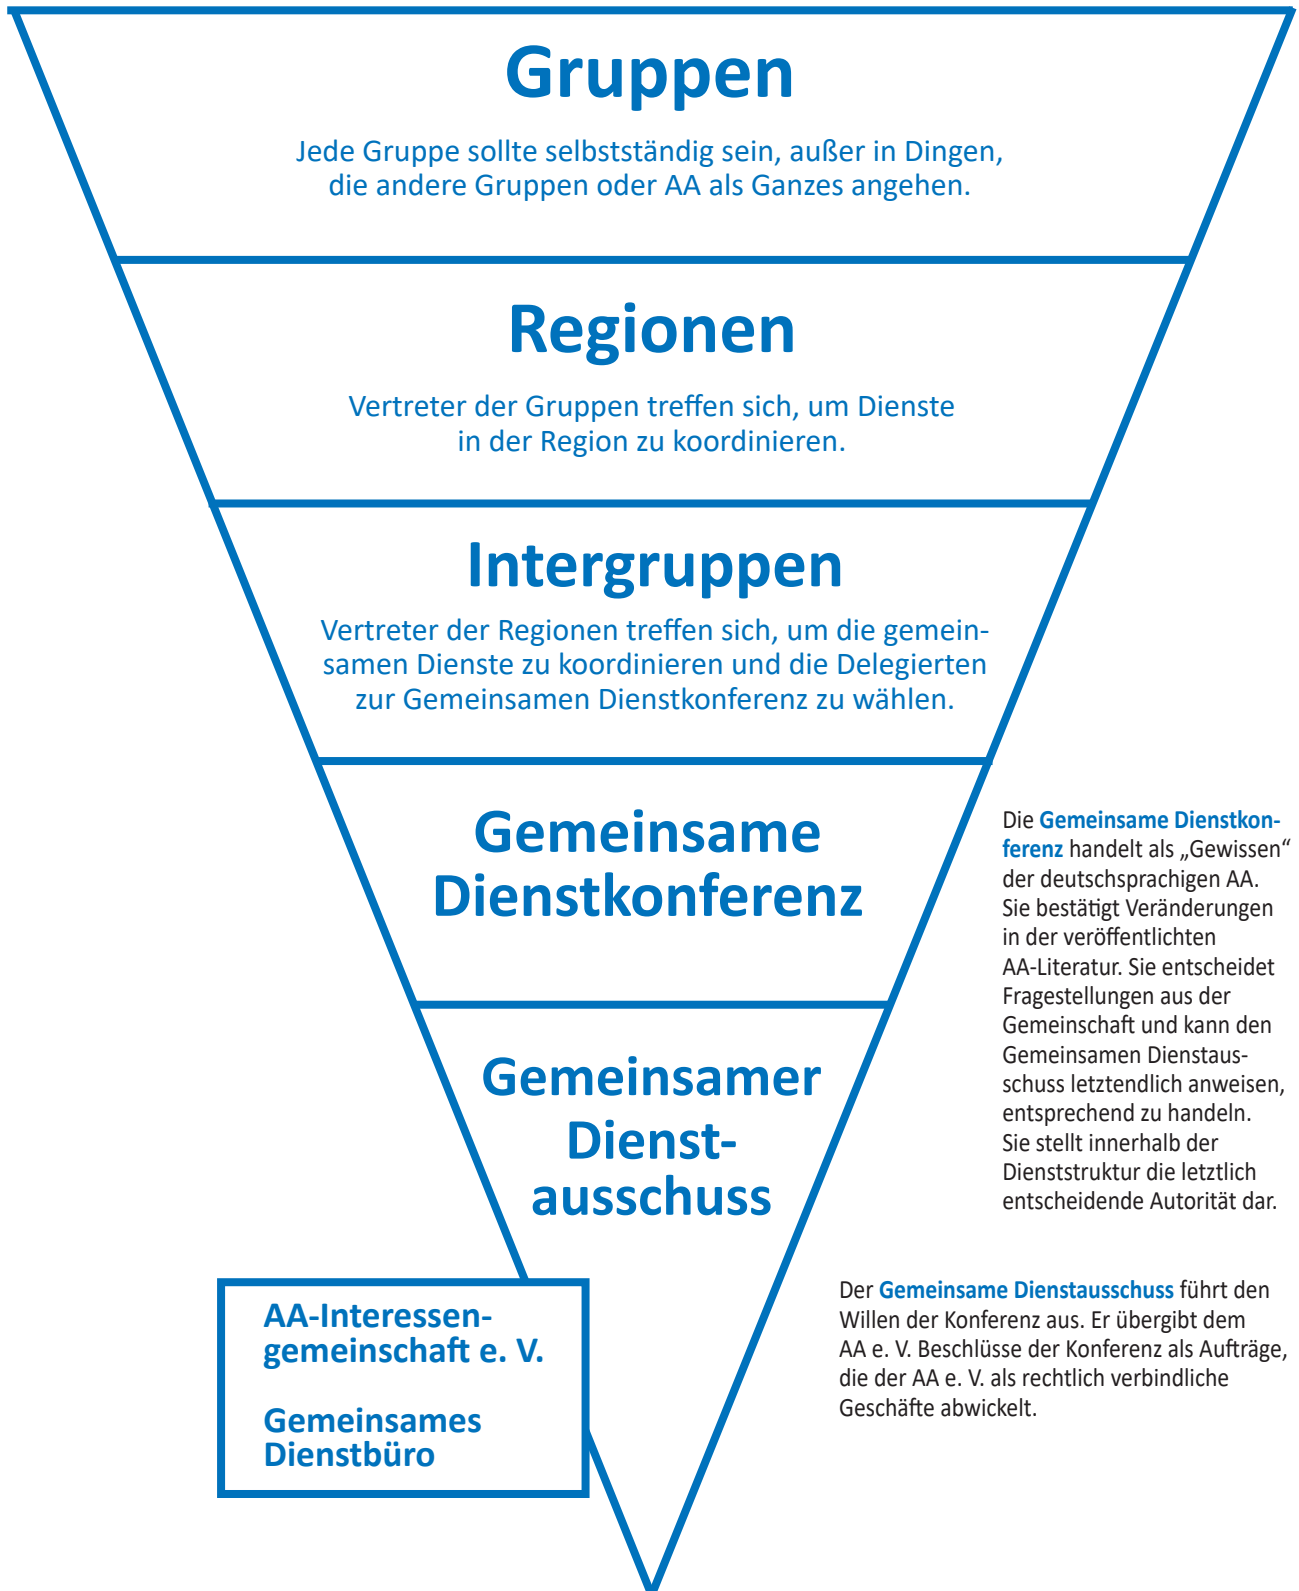 Gruppen
Jede Gruppe sollte selbstständig sein, außer in Dingen,
die andere Gruppen oder AA als Ganzes angehen.
Regionen
Vertreter der Gruppen treffen sich, um Dienste
in der Region zu koordinieren.
Intergruppen
Vertreter der Regionen treffen sich, um die gemein-
samen Dienste zu koordinieren und die Delegierten
zur Gemeinsamen Dienstkonferenz zu wählen.
Gemeinsame
Dienstkonferenz
Die Gemeinsame Dienstkon-
ferenz handelt als „Gewissen“
der deutschsprachigen AA.
Sie bestätigt Veränderungen
in der veröffentlichten
AA-Literatur. Sie entscheidet
Fragestellungen aus der
Gemeinschaft und kann den
Gemeinsamen Dienstaus-
schuss letztendlich anweisen,
entsprechend zu handeln.
Sie stellt innerhalb der
Dienststruktur die letztlich
entscheidende Autorität dar.
Gemeinsamer
Dienst-
ausschuss
Der Gemeinsame Dienstausschuss führt den
Willen der Konferenz aus. Er übergibt dem
AA e. V. Beschlüsse der Konferenz als Aufträge,
die der AA e. V. als rechtlich verbindliche
Geschäfte abwickelt.
AA-Interessen-
gemeinschaft e. V.
Gemeinsames
Dienstbüro